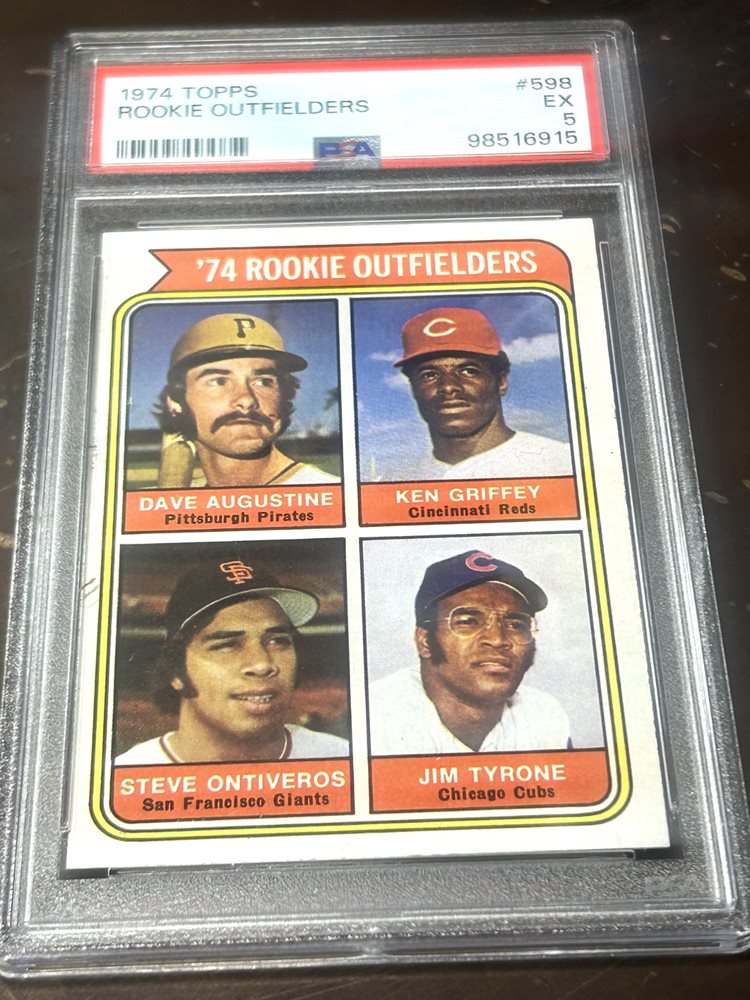 1974 TOPPS #598
ROOKIE OUTFIELDERS EX
5
PSA 98516915
'74 ROOKIE OUTFIELDERS
P
C
DAVE AUGUSTINE
Pittsburgh Pirates
KEN GRIFFEY
Cincinnati Reds
SF
C
STEVE ONTIVEROS
San Francisco Giants
JIM TYRONE
Chicago Cubs